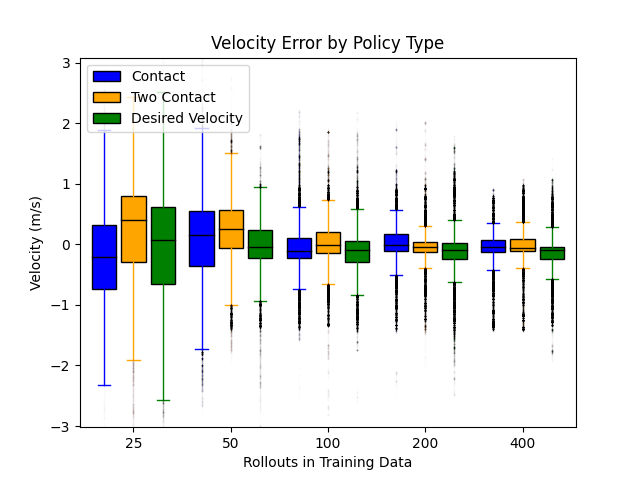 Velocity Error by Policy Type
Contact
Two Contact
Desired Velocity
3
2
1
0
−1
−2
−3
Velocity (m/s)
25 50 100 200 400
Rollouts in Training Data